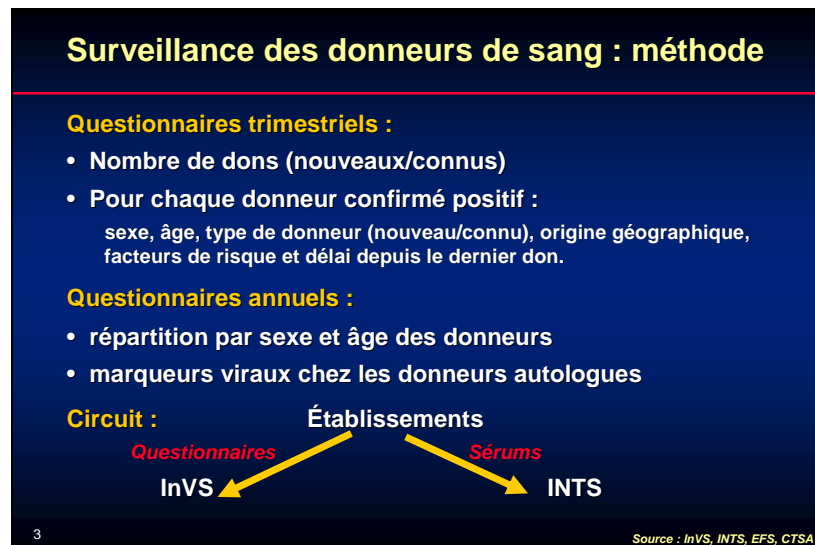 Surveillance des donneurs de sang : méthode
Questionnaires trimestriels :
• Nombre de dons (nouveaux/connus)
• Pour chaque donneur confirmé positif :
sexe, âge, type de donneur (nouveau/connu), origine géographique,
facteurs de risque et délai depuis le dernier don.
Questionnaires annuels :
• répartition par sexe et âge des donneurs
• marqueurs viraux chez les donneurs autologues
Circuit : Établissements
Questionnaires Sérums
InVS INTS
3 Source : InVS, INTS, EFS, CTSA